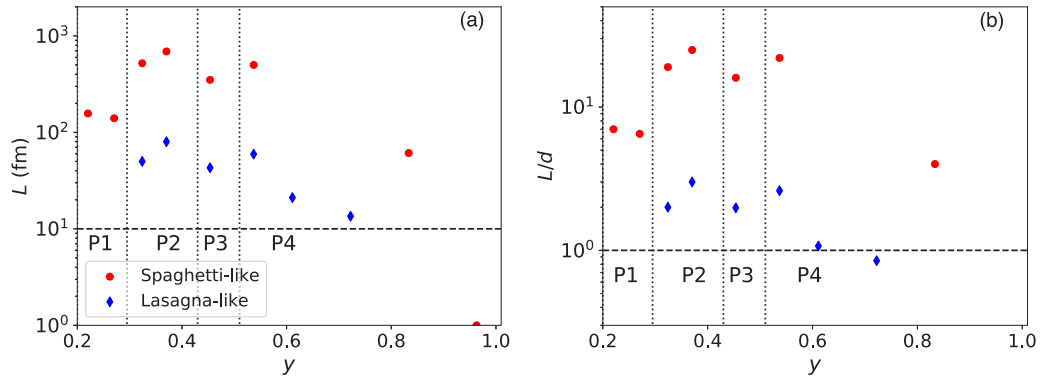 (a)
10³
10²
10¹
10⁰
L (fm)
P1 P2 P3 P4
Spaghetti-like
Lasagna-like
0.2 0.4 0.6 0.8 1.0
y
(b)
10¹
10⁰
L/d
P1 P2 P3 P4
0.2 0.4 0.6 0.8 1.0
y